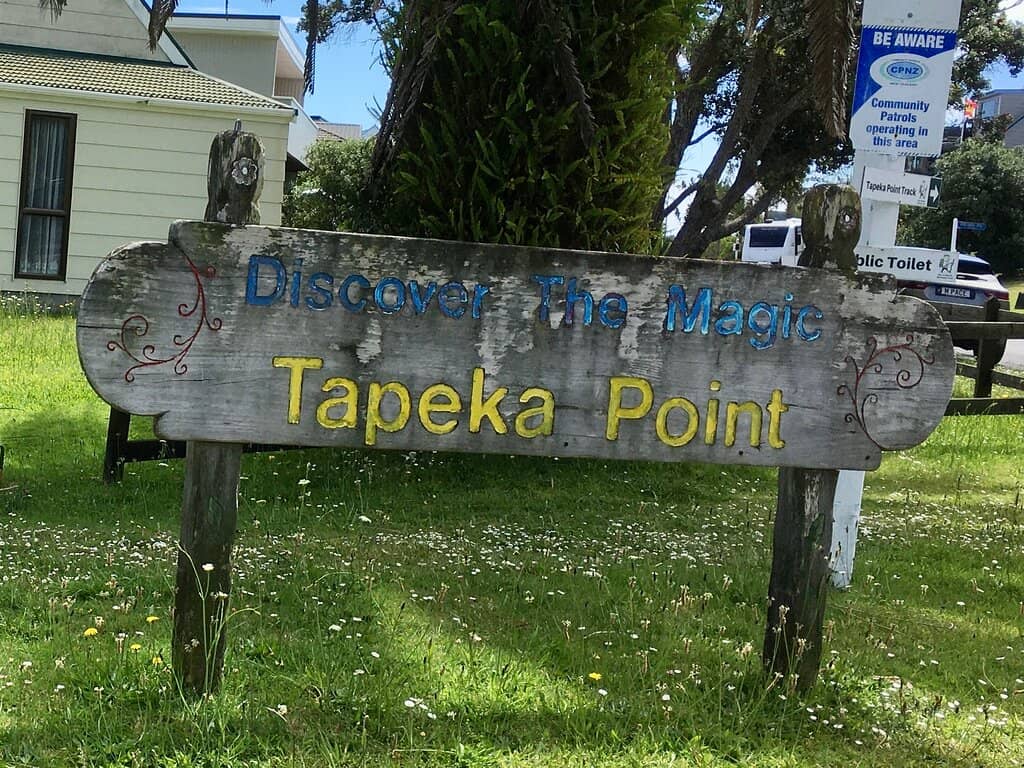 Discover The Magic
Tapeka Point
BE AWARE
CPNZ
Community
Patrols
operating in
this area
Tapeka Point Track
blic Toilet